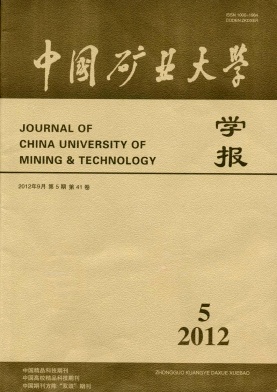 ISSN 1000-1964
CODEN ZKDXER
中国矿业大学
学报
JOURNAL OF
CHINA UNIVERSITY OF
MINING & TECHNOLOGY
2012年9月 第5期 第41卷
5
2012
中国精品科技期刊
中国高校精品科技期刊
中国期刊方阵"双效"期刊
ZHONGGUO KUANGYE DAXUE XUEBAO